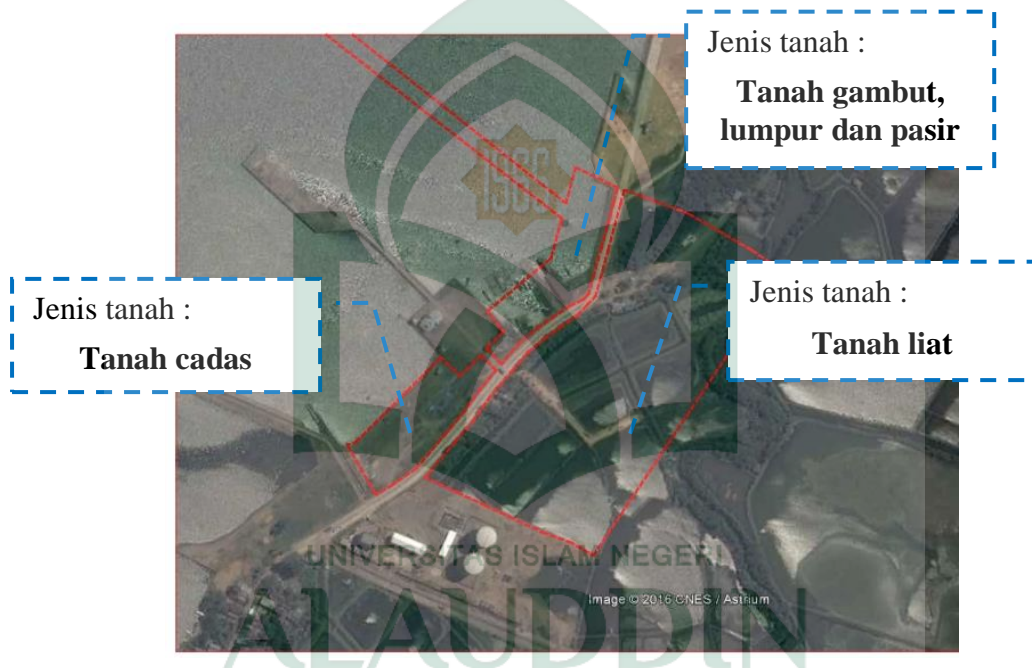 Jenis tanah :
Tanah gambut,
lumpur dan pasir
1965
Jenis tanah :
Tanah cadas
Jenis tanah :
Tanah liat
UNIVERSITAS ISLAM NEGERI
Image © 2016 CNES / Astrium
ALAUDDIN